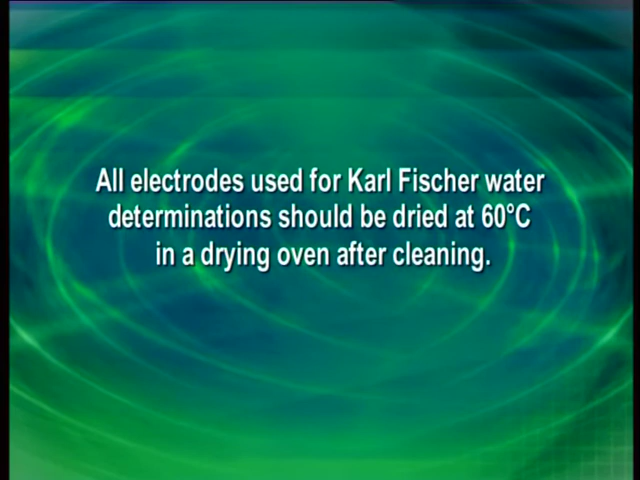 All electrodes used for Karl Fischer water
determinations should be dried at 60°C
in a drying oven after cleaning.